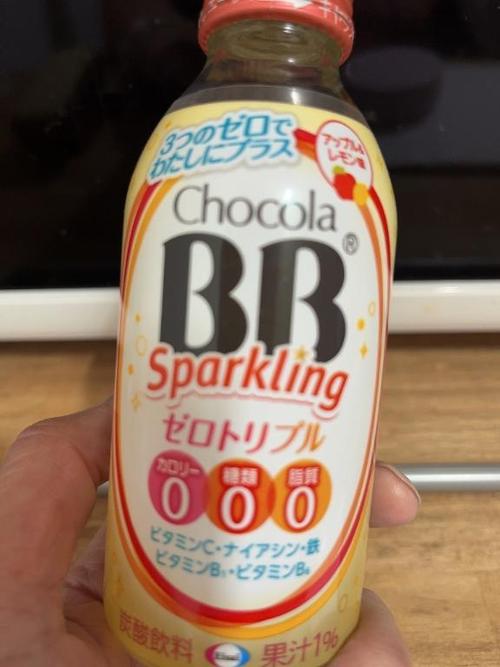 3つのゼロで
わたしにプラス
アップル&
レモン味
Chocola
BB®
Sparkling
ゼロトリプル
カロリー 糖類 脂質
0 0 0
ビタミンC・ナイアシン・鉄
ビタミンB₁・ビタミンB₆
炭酸飲料 果汁1%